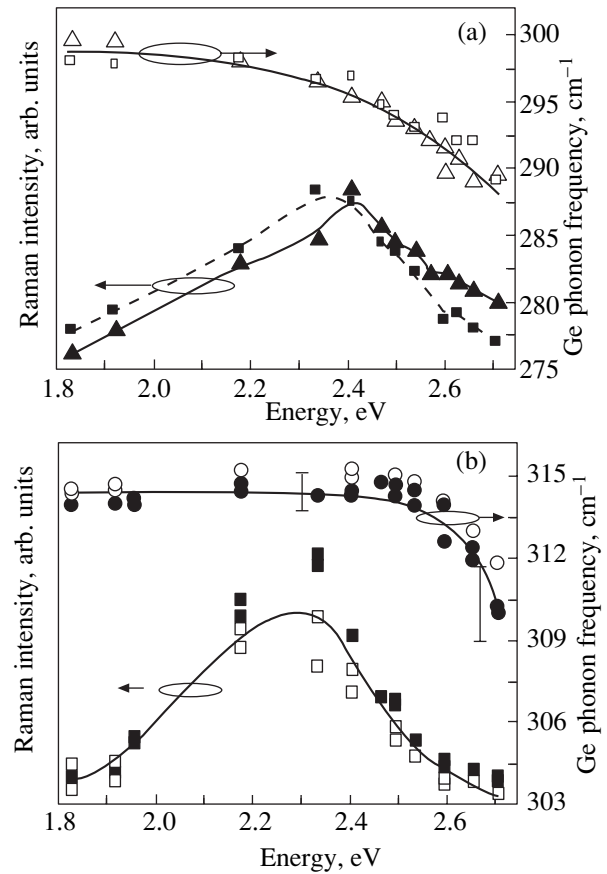 (a)
Raman intensity, arb. units
300
295
290
285
280
275
Ge phonon frequency, cm⁻¹
1.8 2.0 2.2 2.4 2.6
Energy, eV
(b)
Raman intensity, arb. units
315
312
309
306
303
Ge phonon frequency, cm⁻¹
1.8 2.0 2.2 2.4 2.6
Energy, eV